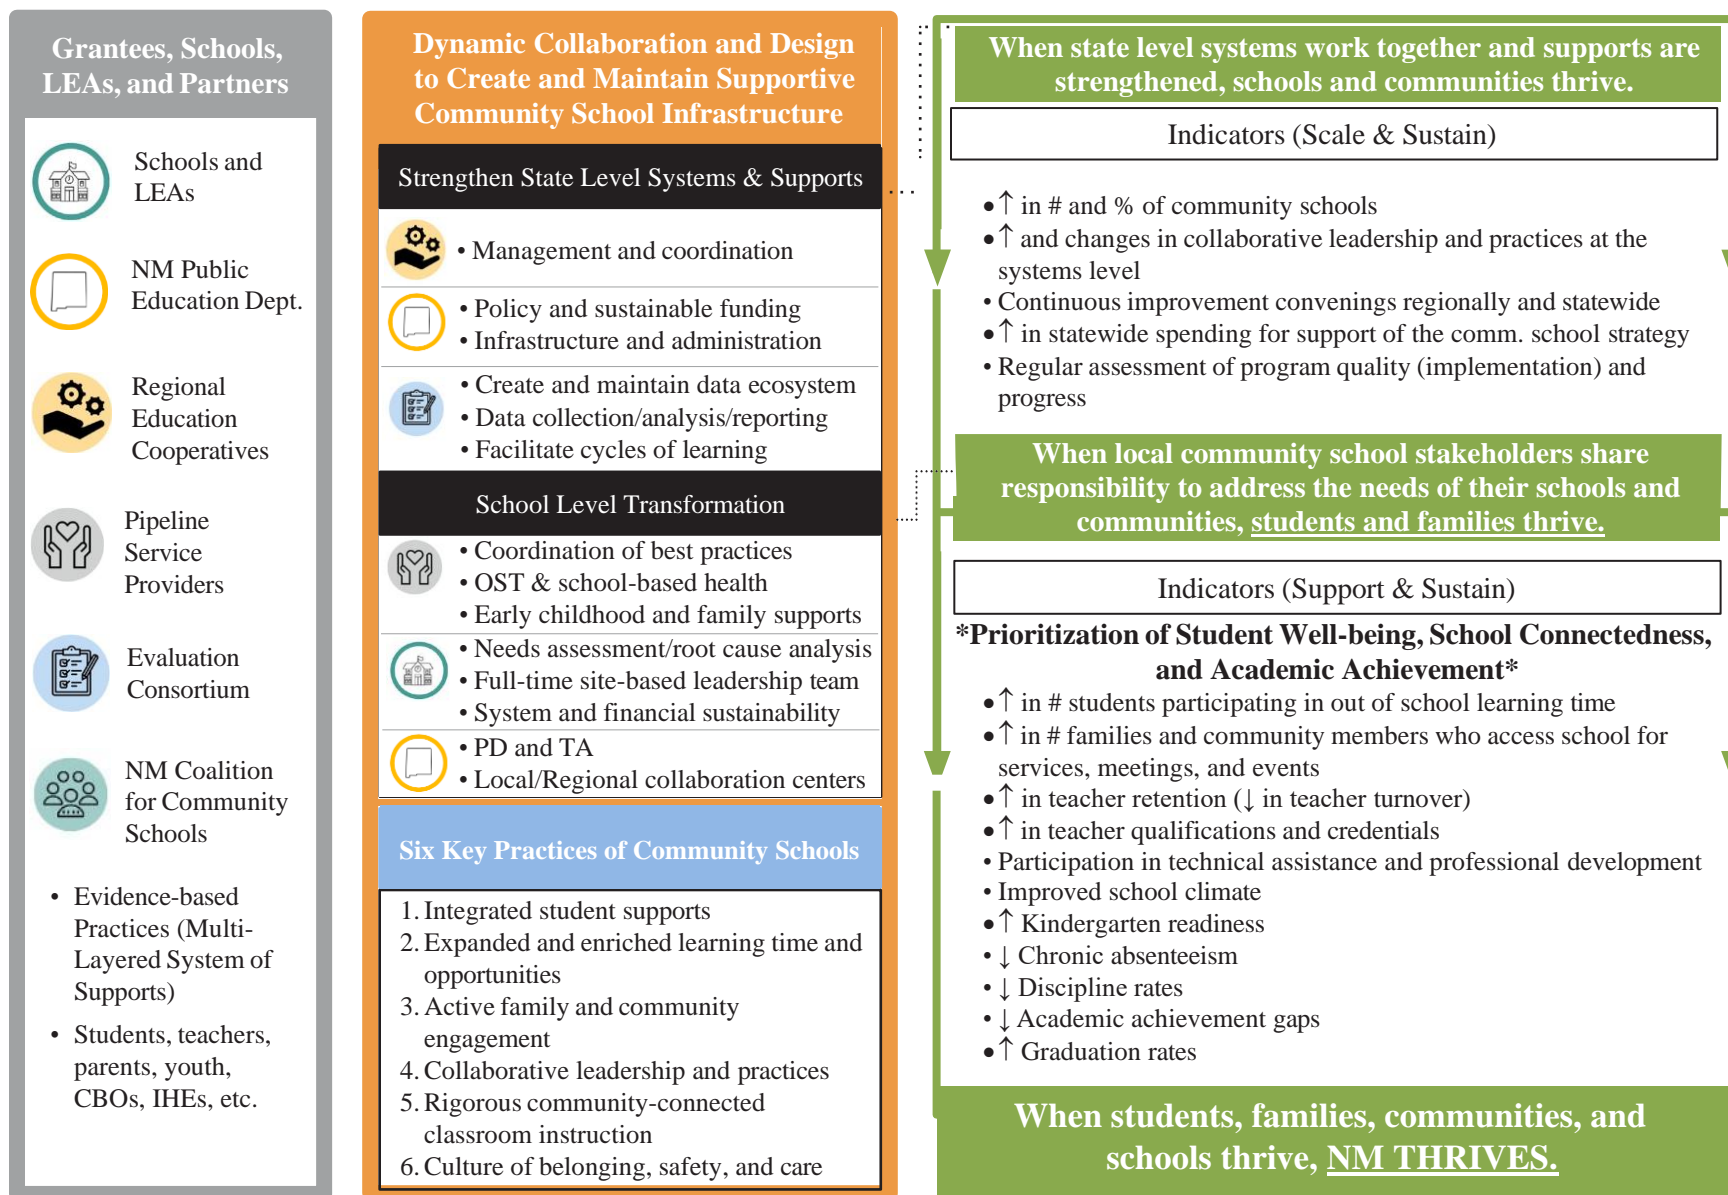 Grantees, Schools,
LEAs, and Partners
Schools and
LEAs
NM Public
Education Dept.
Regional
Education
Cooperatives
Pipeline
Service
Providers
Evaluation
Consortium
NM Coalition
for Community
Schools
• Evidence-based
Practices (Multi-
Layered System of
Supports)
• Students, teachers,
parents, youth,
CBOs, IHEs, etc.
Dynamic Collaboration and Design
to Create and Maintain Supportive
Community School Infrastructure
Strengthen State Level Systems & Supports
• Management and coordination
• Policy and sustainable funding
• Infrastructure and administration
• Create and maintain data ecosystem
• Data collection/analysis/reporting
• Facilitate cycles of learning
School Level Transformation
• Coordination of best practices
• OST & school-based health
• Early childhood and family supports
• Needs assessment/root cause analysis
• Full-time site-based leadership team
• System and financial sustainability
• PD and TA
• Local/Regional collaboration centers
Six Key Practices of Community Schools
1. Integrated student supports
2. Expanded and enriched learning time and
opportunities
3. Active family and community
engagement
4. Collaborative leadership and practices
5. Rigorous community-connected
classroom instruction
6. Culture of belonging, safety, and care
When state level systems work together and supports are
strengthened, schools and communities thrive.
Indicators (Scale & Sustain)
• ↑ in # and % of community schools
• ↑ and changes in collaborative leadership and practices at the
systems level
• Continuous improvement convenings regionally and statewide
• ↑ in statewide spending for support of the comm. school strategy
• Regular assessment of program quality (implementation) and
progress
When local community school stakeholders share
responsibility to address the needs of their schools and
communities, students and families thrive.
Indicators (Support & Sustain)
*Prioritization of Student Well-being, School Connectedness,
and Academic Achievement*
• ↑ in # students participating in out of school learning time
• ↑ in # families and community members who access school for
services, meetings, and events
• ↑ in teacher retention (↓ in teacher turnover)
• ↑ in teacher qualifications and credentials
• Participation in technical assistance and professional development
• Improved school climate
• ↑ Kindergarten readiness
• ↓ Chronic absenteeism
• ↓ Discipline rates
• ↓ Academic achievement gaps
• ↑ Graduation rates
When students, families, communities, and
schools thrive, NM THRIVES.